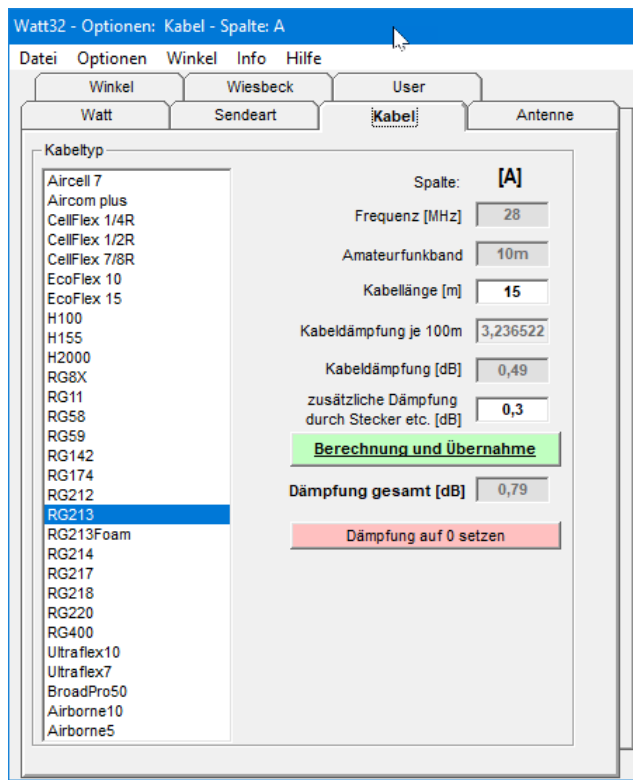 Watt32 - Optionen: Kabel - Spalte: A
Datei Optionen Winkel Info Hilfe
Winkel Wiesbeck User
Watt Sendeart Kabel Antenne
Kabeltyp
Aircell 7
Aircom plus
CellFlex 1/4R
CellFlex 1/2R
CellFlex 7/8R
EcoFlex 10
EcoFlex 15
H100
H155
H2000
RG8X
RG11
RG58
RG59
RG142
RG174
RG212
RG213
RG213Foam
RG214
RG217
RG218
RG220
RG400
Ultraflex10
Ultraflex7
BroadPro50
Airborne10
Airborne5
Spalte: [A]
Frequenz [MHz] 28
Amateurfunkband 10m
Kabellänge [m] 15
Kabeldämpfung je 100m 3,236522
Kabeldämpfung [dB] 0,49
zusätzliche Dämpfung
durch Stecker etc. [dB] 0,3
Berechnung und Übernahme
Dämpfung gesamt [dB] 0,79
Dämpfung auf 0 setzen